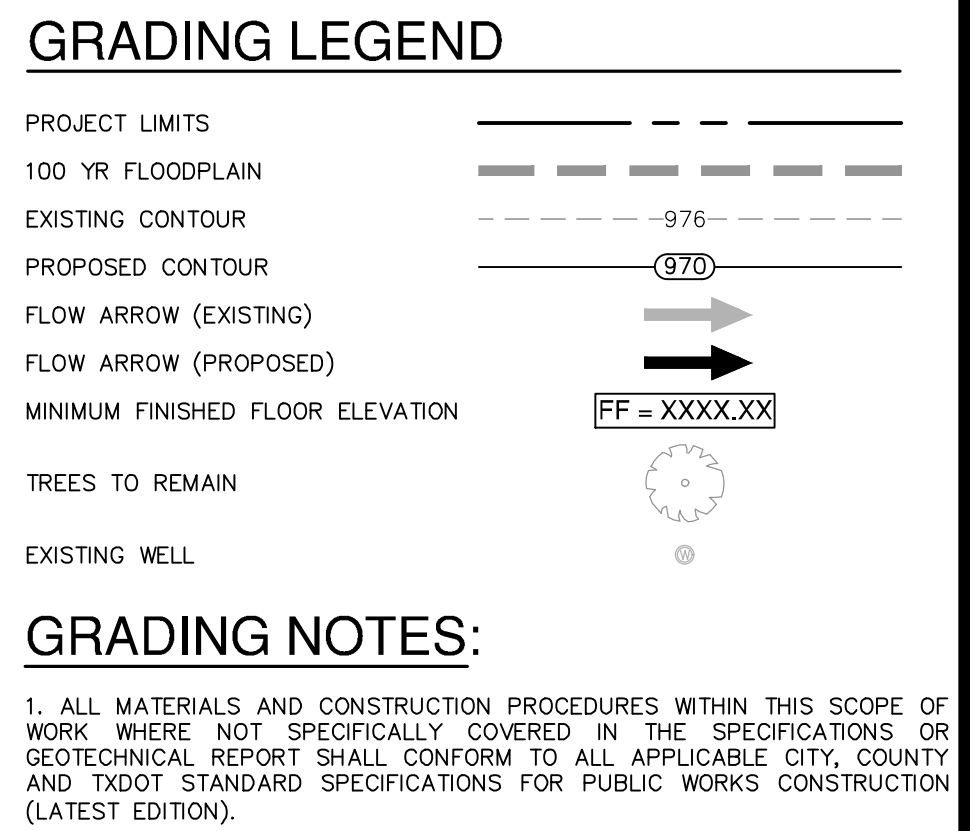 GRADING LEGEND
PROJECT LIMITS
100 YR FLOODPLAIN
EXISTING CONTOUR
976
PROPOSED CONTOUR
970
FLOW ARROW (EXISTING)
FLOW ARROW (PROPOSED)
MINIMUM FINISHED FLOOR ELEVATION
FF = XXXX.XX
TREES TO REMAIN
EXISTING WELL
W
GRADING NOTES:
1. ALL MATERIALS AND CONSTRUCTION PROCEDURES WITHIN THIS SCOPE OF
WORK WHERE NOT SPECIFICALLY COVERED IN THE SPECIFICATIONS OR
GEOTECHNICAL REPORT SHALL CONFORM TO ALL APPLICABLE CITY, COUNTY
AND TXDOT STANDARD SPECIFICATIONS FOR PUBLIC WORKS CONSTRUCTION
(LATEST EDITION).